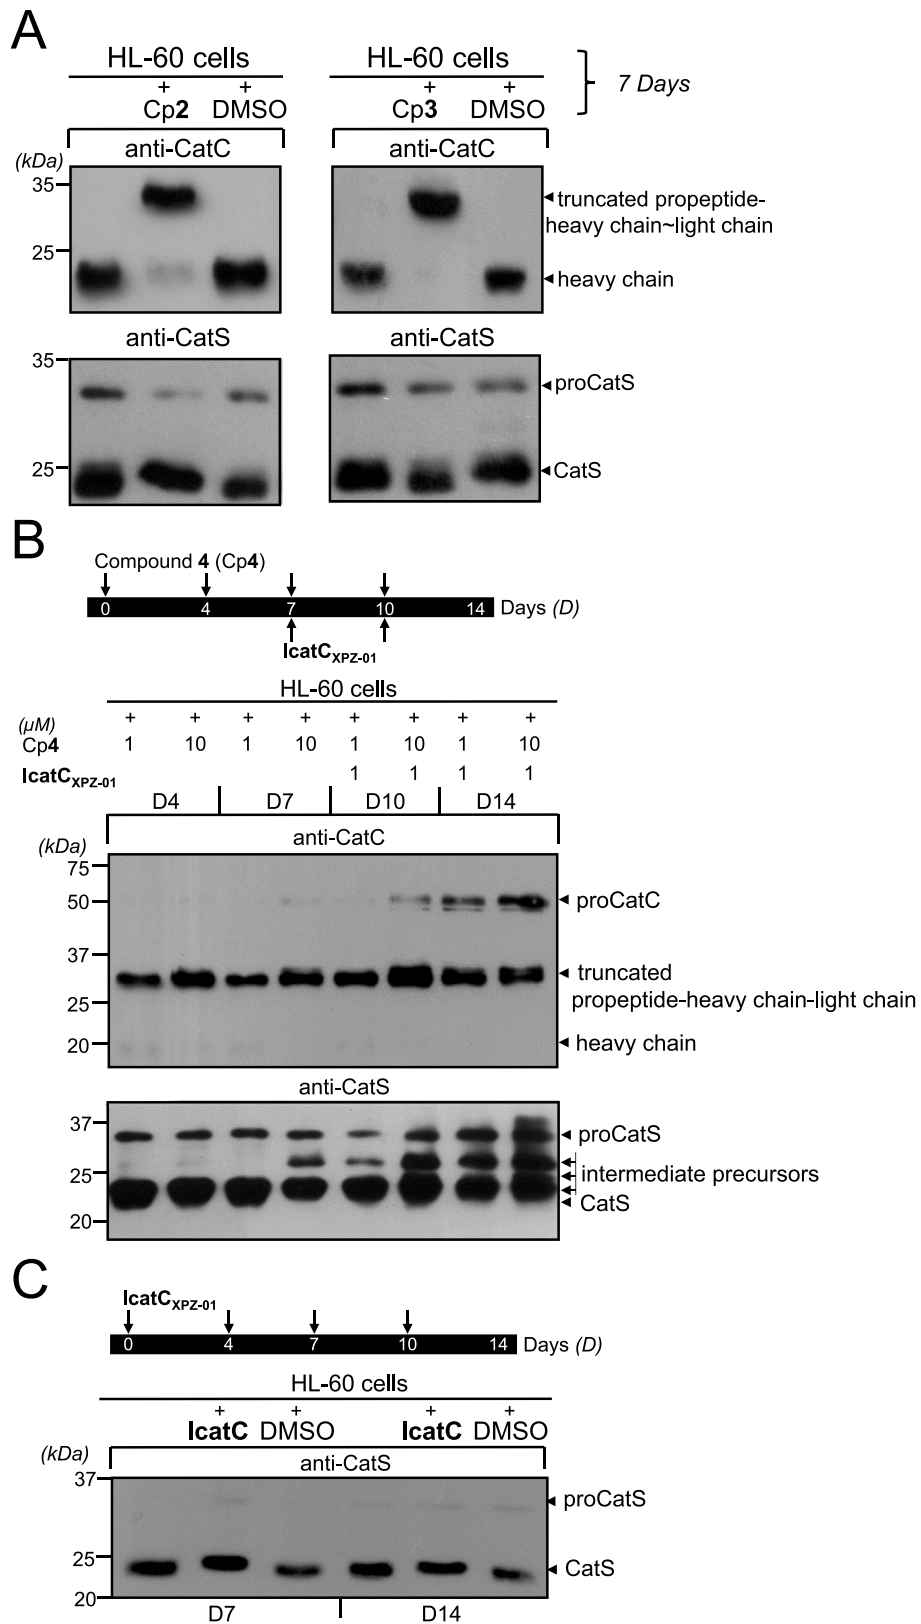 A
HL-60 cells
HL-60 cells
+ +
+ +
7 Days
Cp2 DMSO
Cp3 DMSO
(kDa)
anti-CatC
anti-CatC
35
truncated propeptide-
heavy chain~light chain
25
heavy chain
anti-CatS
anti-CatS
35
proCatS
25
CatS
B
Compound 4 (Cp4)
0 4 7 10 14 Days (D)
IcatCXPZ-01
HL-60 cells
(µM) + + + + + + + +
Cp4 1 10 1 10 1 10 1 10
IcatCXPZ-01 1 1 1 1
D4 D7 D10 D14
(kDa)
anti-CatC
75
50
proCatC
37
truncated
propeptide-heavy chain-light chain
25
20
heavy chain
anti-CatS
37
proCatS
25
intermediate precursors
CatS
20
C
IcatCXPZ-01
0 4 7 10 14 Days (D)
HL-60 cells
+ + + +
IcatC DMSO IcatC DMSO
(kDa)
anti-CatS
37
proCatS
25
CatS
20
D7 D14